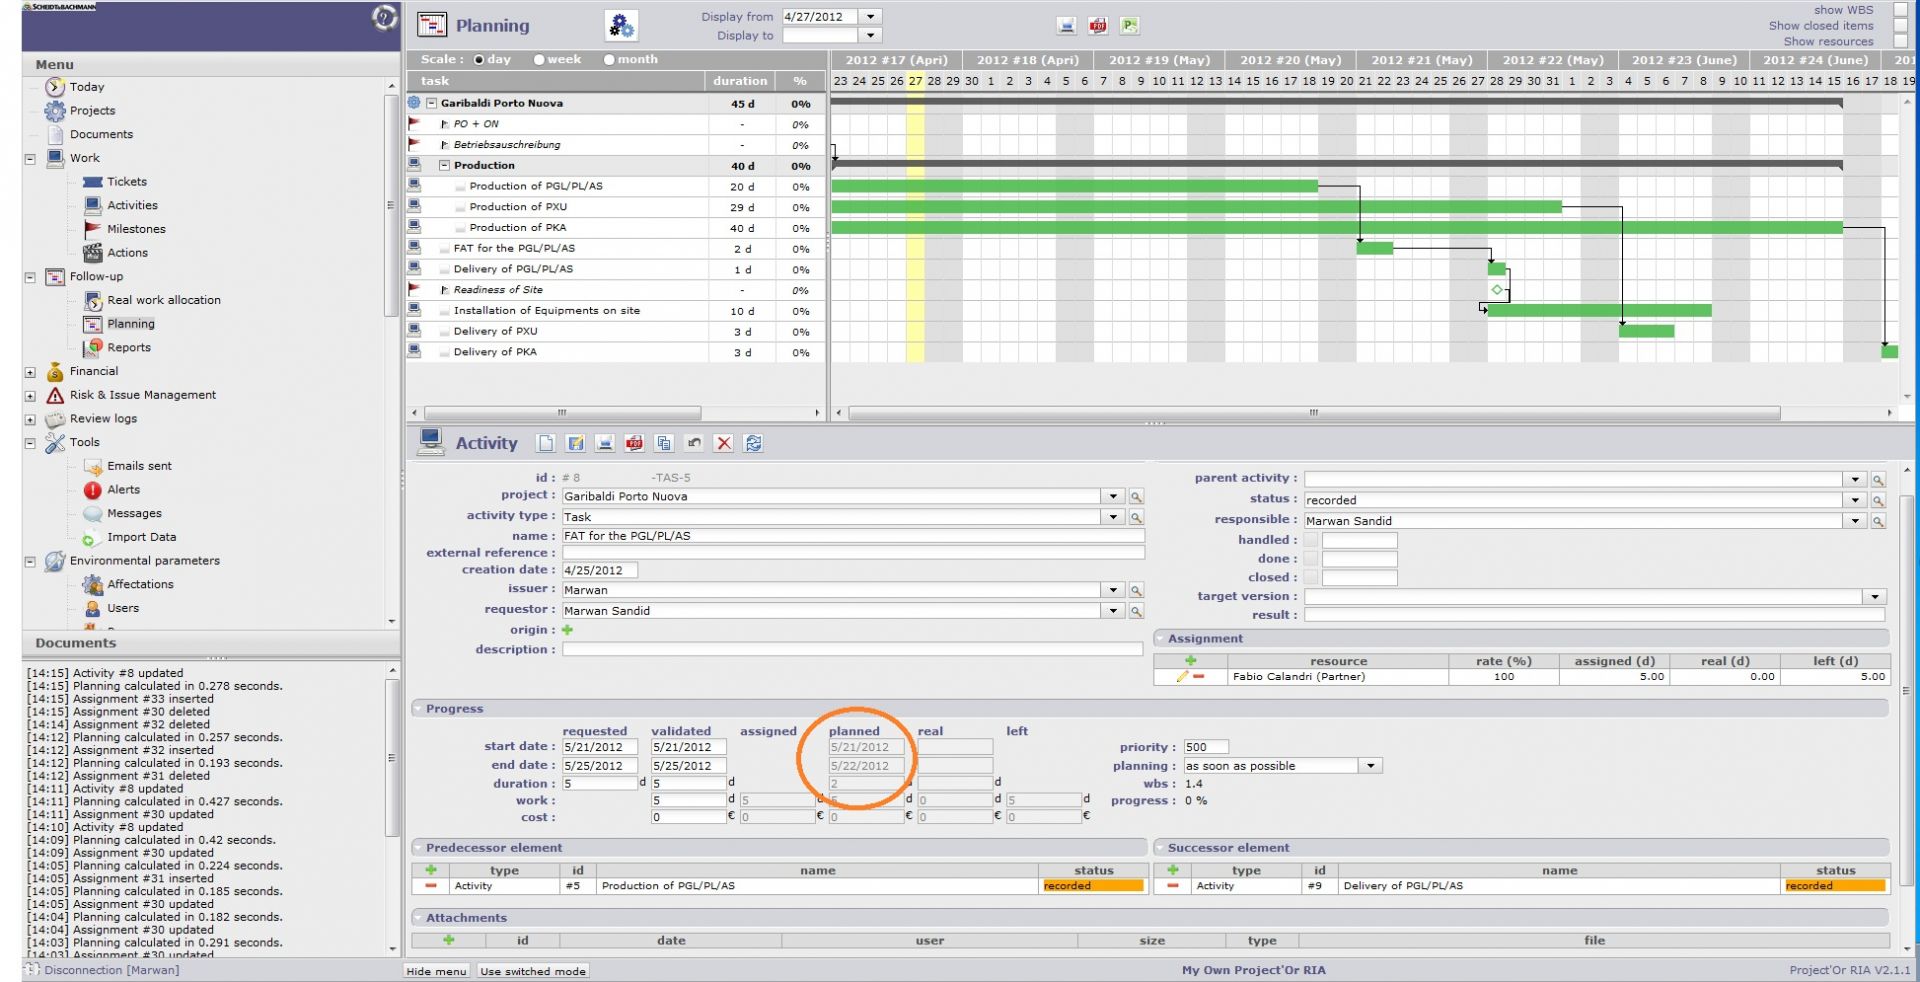 SCHEIDT&BACHMANN
Menu
Today
Projects
Documents
Work
Tickets
Activities
Milestones
Actions
Follow-up
Real work allocation
Planning
Reports
Financial
Risk & Issue Management
Review logs
Tools
Emails sent
Alerts
Messages
Import Data
Environmental parameters
Affectations
Users
Documents
[14:15] Activity #8 updated
[14:15] Planning calculated in 0.278 seconds.
[14:15] Assignment #33 inserted
[14:15] Assignment #30 deleted
[14:14] Assignment #32 deleted
[14:12] Planning calculated in 0.257 seconds.
[14:12] Assignment #32 inserted
[14:12] Planning calculated in 0.193 seconds.
[14:12] Assignment #31 deleted
[14:11] Activity #8 updated
[14:11] Planning calculated in 0.427 seconds.
[14:11] Assignment #30 updated
[14:10] Activity #8 updated
[14:09] Planning calculated in 0.42 seconds.
[14:09] Assignment #30 updated
[14:05] Planning calculated in 0.224 seconds.
[14:05] Assignment #31 inserted
[14:05] Planning calculated in 0.185 seconds.
[14:05] Assignment #30 updated
[14:04] Planning calculated in 0.182 seconds.
[14:04] Assignment #30 updated
[14:03] Planning calculated in 0.291 seconds.
[14:03] Assignment #30 updated
Disconnection [Marwan]
Planning
Display from 4/27/2012
Display to
show WBS
Show closed items
Show resources
Scale : day week month
2012 #17 (Apri) 2012 #18 (Apri) 2012 #19 (May) 2012 #20 (May) 2012 #21 (May) 2012 #22 (May) 2012 #23 (June) 2012 #24 (June) 201
task duration %
23 24 25 26 27 28 29 30 1 2 3 4 5 6 7 8 9 10 11 12 13 14 15 16 17 18 19 20 21 22 23 24 25 26 27 28 29 30 31 1 2 3 4 5 6 7 8 9 10 11 12 13 14 15 16 17 18 19
Garibaldi Porto Nuova 45 d 0%
PO + ON - 0%
Betriebsauschreibung - 0%
Production 40 d 0%
Production of PGL/PL/AS 20 d 0%
Production of PXU 29 d 0%
Production of PKA 40 d 0%
FAT for the PGL/PL/AS 2 d 0%
Delivery of PGL/PL/AS 1 d 0%
Readiness of Site - 0%
Installation of Equipments on site 10 d 0%
Delivery of PXU 3 d 0%
Delivery of PKA 3 d 0%
Activity
id : # 8 -TAS-5
project : Garibaldi Porto Nuova
activity type : Task
name : FAT for the PGL/PL/AS
external reference :
creation date : 4/25/2012
issuer : Marwan
requestor : Marwan Sandid
origin :
description :
parent activity :
status : recorded
responsible : Marwan Sandid
handled :
done :
closed :
target version :
result :
Assignment
resource rate (%) assigned (d) real (d) left (d)
Fabio Calandri (Partner) 100 5.00 0.00 5.00
Progress
requested validated assigned planned real left
start date : 5/21/2012 5/21/2012 5/21/2012
end date : 5/25/2012 5/25/2012 5/22/2012
duration : 5 d 5 d 2 d
work : 5 d 5 d d 0 d 5 d
cost : 0 € 0 € 0 € 0 € 0 €
priority : 500
planning : as soon as possible
wbs : 1.4
progress : 0 %
Predecessor element
type id name status
Activity #5 Production of PGL/PL/AS recorded
Successor element
type id name status
Activity #9 Delivery of PGL/PL/AS recorded
Attachments
id date user size type file
Hide menu Use switched mode My Own Project'Or RIA Project'Or RIA V2.1.1